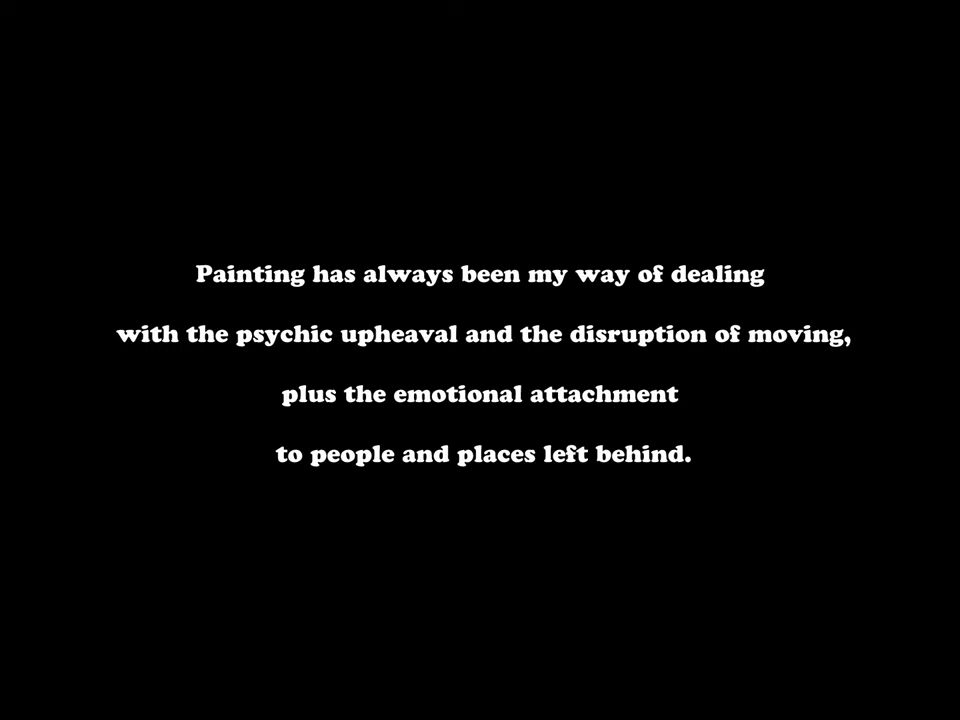 Painting has always been my way of dealing
with the psychic upheaval and the disruption of moving,
plus the emotional attachment
to people and places left behind.